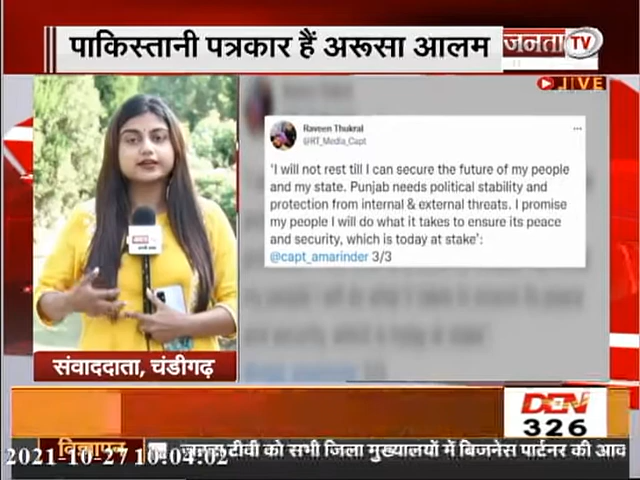 पाकिस्तानी पत्रकार हैं अरूसा आलम
जनता TV
LIVE
Raveen Thukral
@RT_Media_Capt
'I will not rest till I can secure the future of my people
and my state. Punjab needs political stability and
protection from internal & external threats. I promise
my people I will do what it takes to ensure its peace
and security, which is today at stake':
@capt_amarinder 3/3
संवाददाता, चंडीगढ़
DEN
326
विज्ञापन
जनता टीवी को सभी जिला मुख्यालयों में बिजनेस पार्टनर की आव
2021-10-27 10:04:02